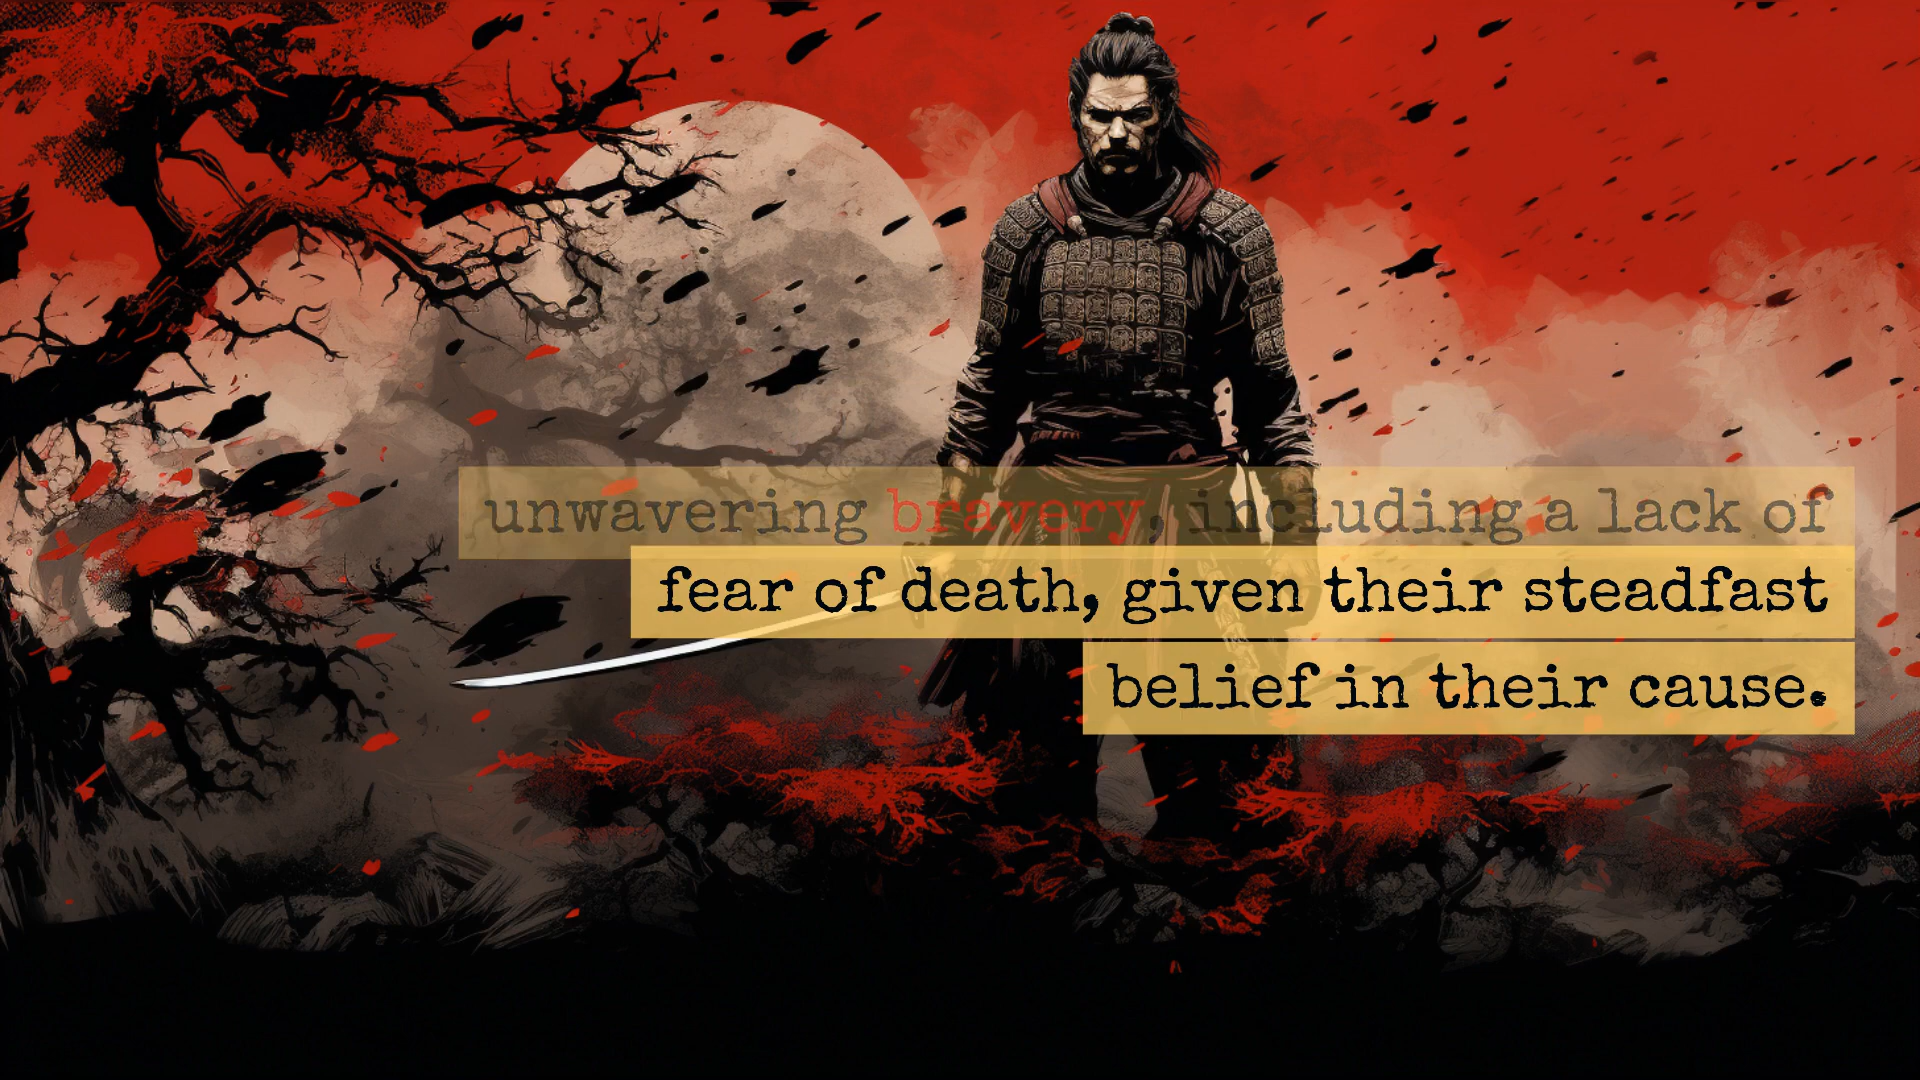 unwavering bravery, including a lack of
fear of death, given their steadfast
belief in their cause.